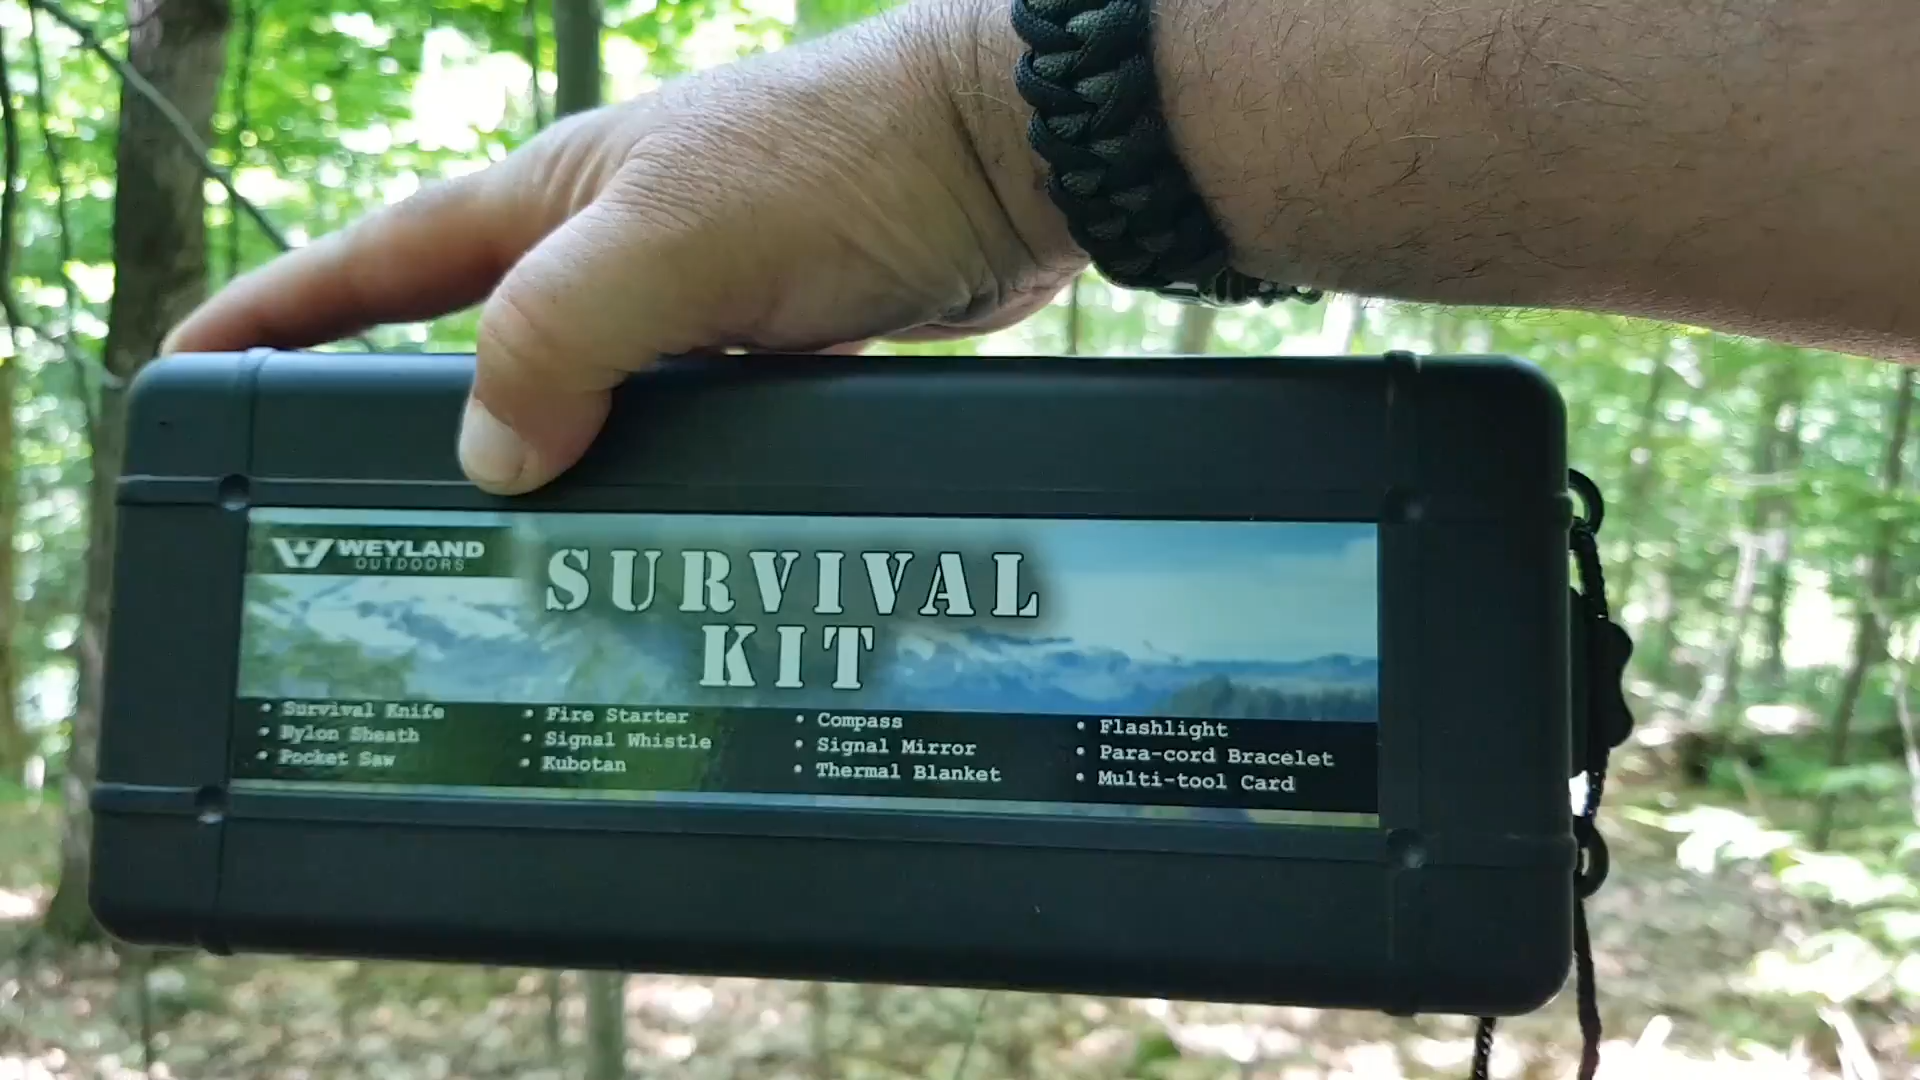 WEYLAND
OUTDOORS
SURVIVAL
KIT
• Survival Knife
• Nylon Sheath
• Pocket Saw
• Fire Starter
• Signal Whistle
• Kubotan
• Compass
• Signal Mirror
• Thermal Blanket
• Flashlight
• Para-cord Bracelet
• Multi-tool Card